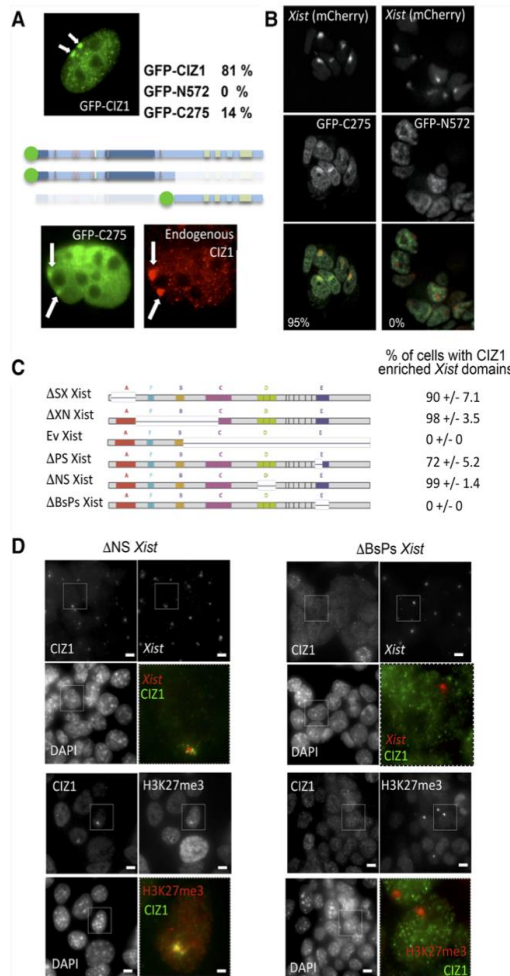 A
GFP-CIZ1
GFP-CIZ1 81 %
GFP-N572 0 %
GFP-C275 14 %
GFP-C275
Endogenous
CIZ1
B
Xist (mCherry) Xist (mCherry)
GFP-C275 GFP-N572
95% 0%
C
% of cells with CIZ1
enriched Xist domains
A F B C D E
ΔSX Xist 90 +/- 7.1
A F B C D E
ΔXN Xist 98 +/- 3.5
A F B C D E
Ev Xist 0 +/- 0
A F B C D E
ΔPS Xist 72 +/- 5.2
A F B C D E
ΔNS Xist 99 +/- 1.4
A F B C D E
ΔBsPs Xist 0 +/- 0
D
ΔNS Xist ΔBsPs Xist
CIZ1 Xist CIZ1 Xist
DAPI Xist
CIZ1
DAPI Xist
CIZ1
CIZ1 H3K27me3 CIZ1 H3K27me3
DAPI H3K27me3
CIZ1
DAPI H3K27me3
CIZ1